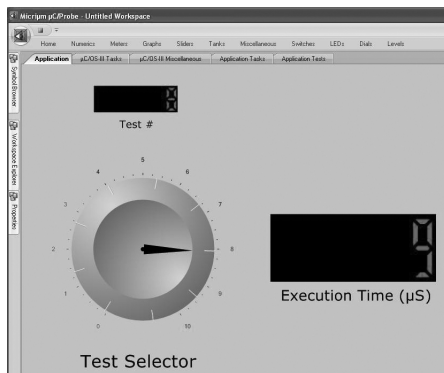 Micrium µC/Probe - Untitled Workspace
Home Numerics Meters Graphs Sliders Tanks Miscellaneous Switches LEDs Dials Levels
Application µC/OS-III Tasks µC/OS-III Miscellaneous Application Tasks Application Tests
Symbol Browser
Workspace Explorer
Properties
Test #
0
1
2
3
4
5
6
7
8
9
10
Execution Time (µS)
Test Selector